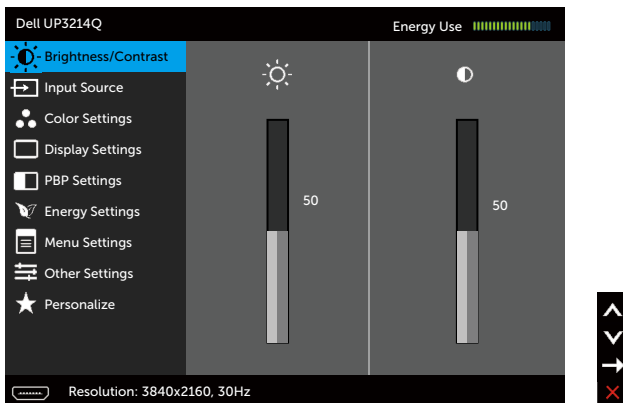 Dell UP3214Q
Energy Use
Brightness/Contrast
Input Source
Color Settings
Display Settings
PBP Settings
Energy Settings
Menu Settings
Other Settings
Personalize
50
50
Resolution: 3840x2160, 30Hz